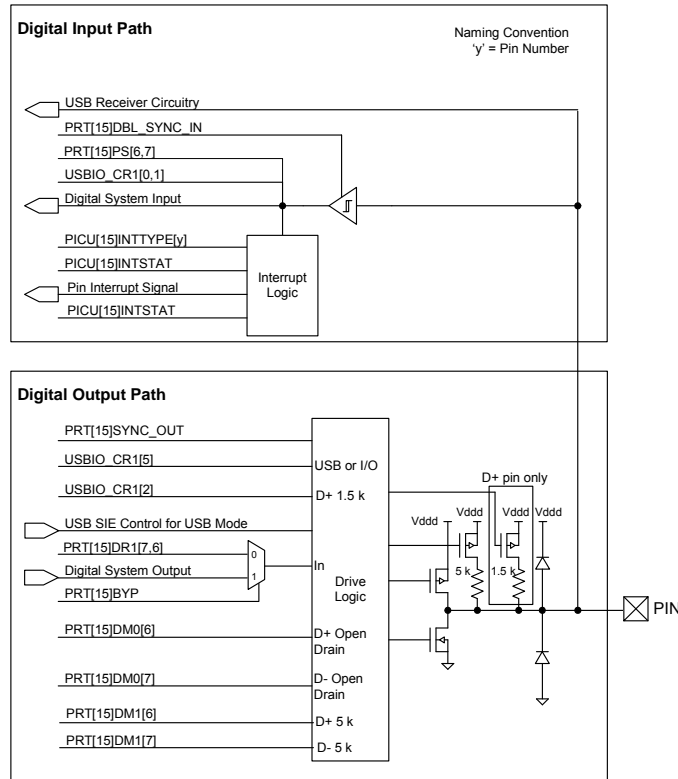 Digital Input Path
Naming Convention
'y' = Pin Number
USB Receiver Circuitry
PRT[15]DBL_SYNC_IN
PRT[15]PS[6,7]
USBIO_CR1[0,1]
Digital System Input
PICU[15]INTTYPE[y]
PICU[15]INTSTAT
Pin Interrupt Signal
PICU[15]INTSTAT
Interrupt
Logic
Digital Output Path
PRT[15]SYNC_OUT
USBIO_CR1[5]
USB or I/O
USBIO_CR1[2]
D+ 1.5 k
D+ pin only
USB SIE Control for USB Mode
Vddd
Vddd
Vddd
Vddd
PRT[15]DR1[7,6]
0
Digital System Output
1
PRT[15]BYP
In
Drive
Logic
5 k
1.5 k
PIN
PRT[15]DM0[6]
D+ Open
Drain
PRT[15]DM0[7]
D- Open
Drain
PRT[15]DM1[6]
D+ 5 k
PRT[15]DM1[7]
D- 5 k